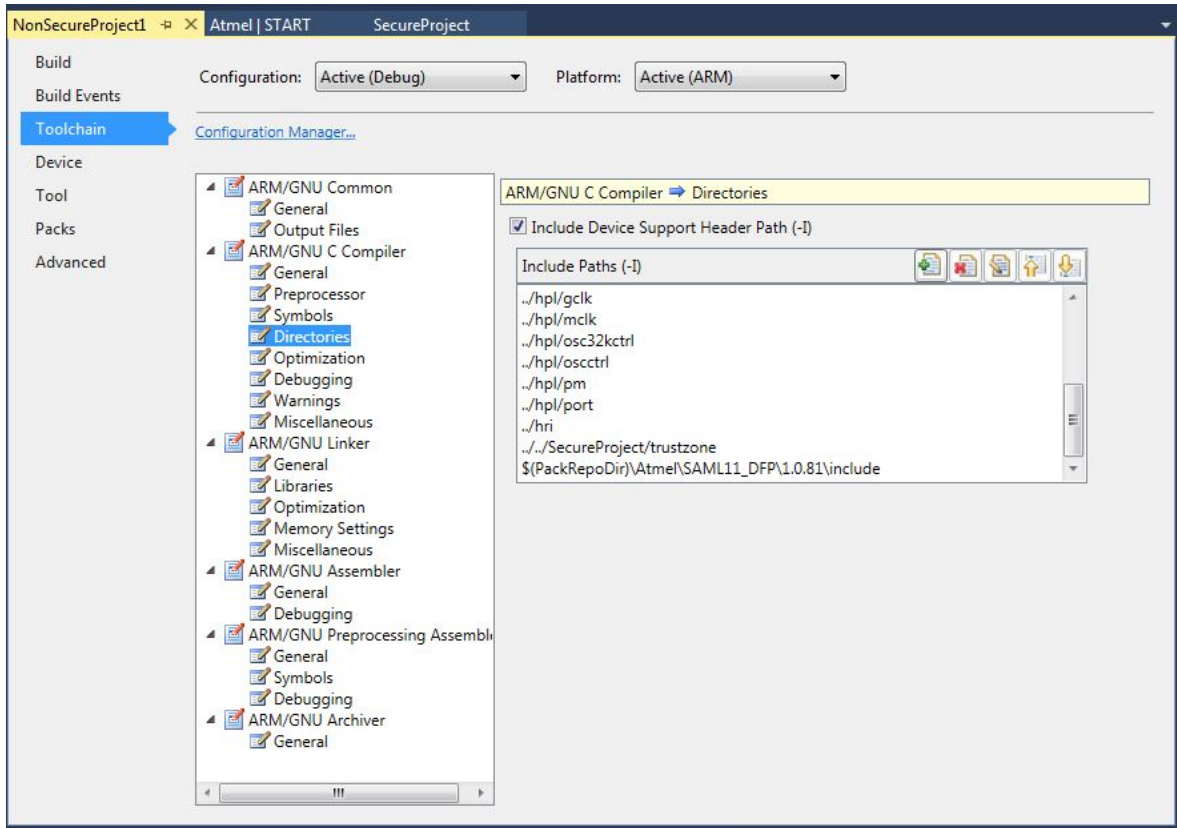 NonSecureProject1 Atmel | START SecureProject
Build
Build Events
Toolchain
Device
Tool
Packs
Advanced
Configuration: Active (Debug) Platform: Active (ARM)
Configuration Manager...
ARM/GNU Common
General
Output Files
ARM/GNU C Compiler
General
Preprocessor
Symbols
Directories
Optimization
Debugging
Warnings
Miscellaneous
ARM/GNU Linker
General
Libraries
Optimization
Memory Settings
Miscellaneous
ARM/GNU Assembler
General
Debugging
ARM/GNU Preprocessing Assemble
General
Symbols
Debugging
ARM/GNU Archiver
General
ARM/GNU C Compiler ➡ Directories
Include Device Support Header Path (-I)
Include Paths (-I)
../hpl/gclk
../hpl/mclk
../hpl/osc32kctrl
../hpl/oscctrl
../hpl/pm
../hpl/port
../hri
../../SecureProject/trustzone
$(PackRepoDir)\Atmel\SAML11_DFP\1.0.81\include